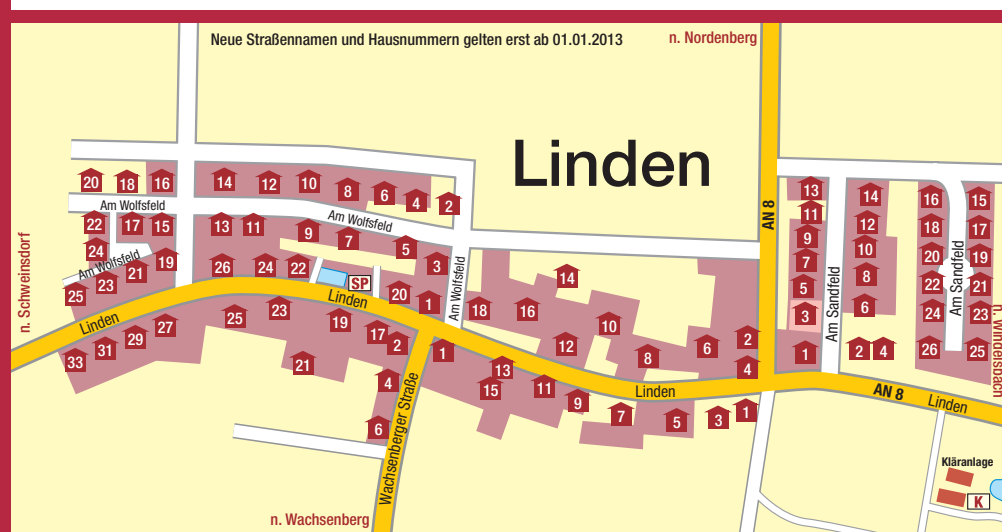 Neue Straßennamen und Hausnummern gelten erst ab 01.01.2013
n. Nordenberg
Linden
20 18 16 14 12 10 8 6 4 2
Am Wolfsfeld
Am Wolfsfeld
22 17 15 13 11 9 7 5 3
24
Am Wolfsfeld
25 23 21 19
Am Wolfsfeld
n. Schweinsdorf
26 24 22 SP 20 1 18 16 14 12 10 8 6 2 4
Linden
Linden
Linden
33 31 29 27 25 23 21 19 17 2 1 15 13 11 9 7 5 3 1
4
6
Wachsenberger Straße
n. Wachsenberg
AN 8
13 11 9 7 5 3 1
14 12 10 8 6 2 4
Am Sandfeld
16 18 20 22 24 26
Am Sandfeld
15 17 19 21 23 25
n. Windelsbach
AN 8
Linden
Kläranlage
K